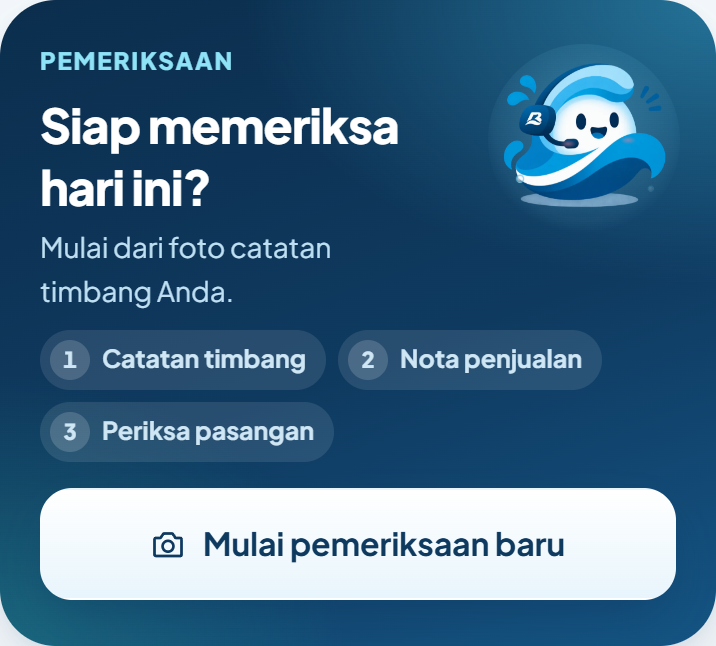 PEMERIKSAAN
Siap memeriksa
hari ini?
Mulai dari foto catatan
timbang Anda.
1 Catatan timbang
2 Nota penjualan
3 Periksa pasangan
Mulai pemeriksaan baru